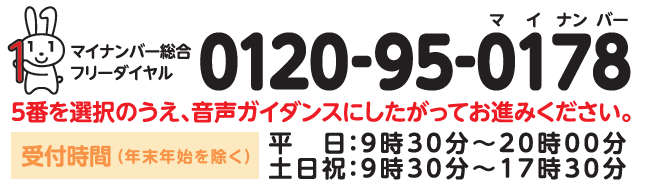 マイナンバー
マイナンバー総合
フリーダイヤル
0120-95-0178
5番を選択のうえ、音声ガイダンスにしたがってお進みください。
受付時間(年末年始を除く)
平　日:9時30分〜20時00分
土日祝:9時30分〜17時30分
1